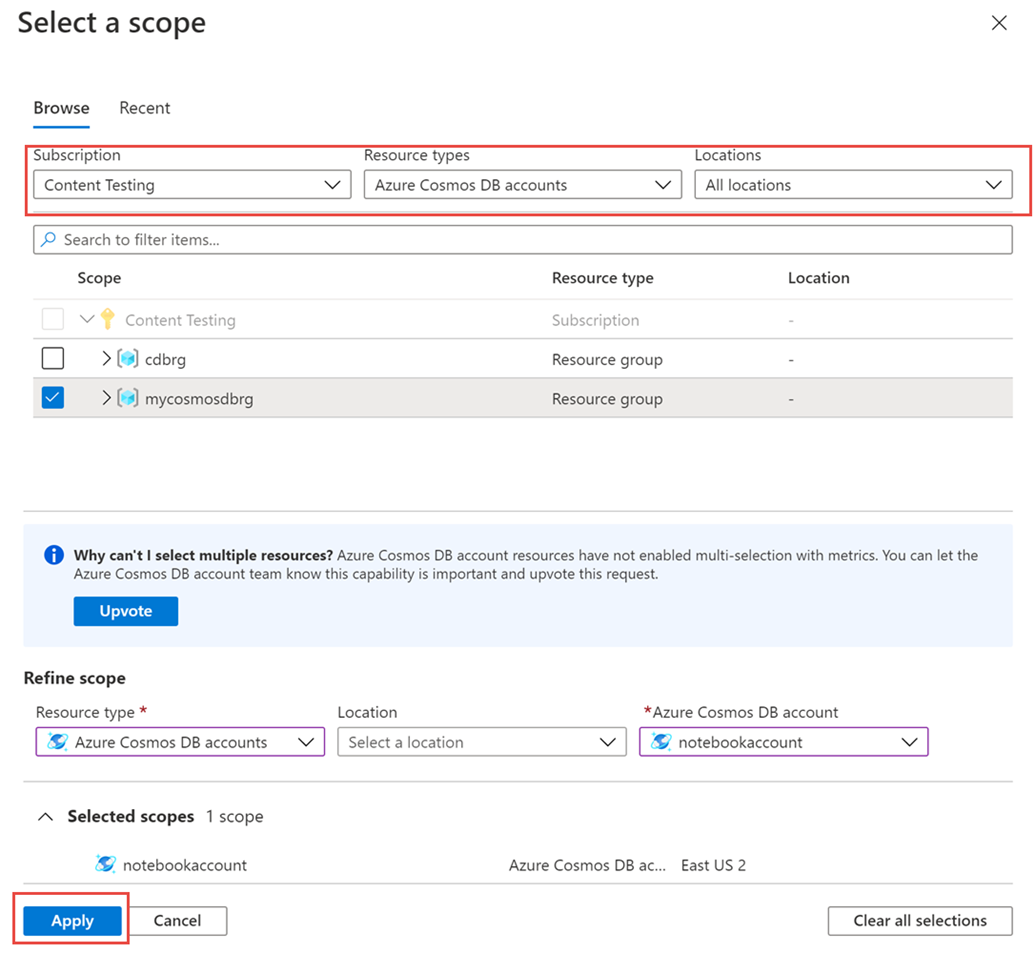 Select a scope
Browse Recent
Subscription Resource types Locations
Content Testing Azure Cosmos DB accounts All locations
Search to filter items...
Scope Resource type Location
Content Testing Subscription -
cdbrg Resource group -
mycosmosdbrg Resource group -
Why can't I select multiple resources? Azure Cosmos DB account resources have not enabled multi-selection with metrics. You can let the
Azure Cosmos DB account team know this capability is important and upvote this request.
Upvote
Refine scope
Resource type * Location *Azure Cosmos DB account
Azure Cosmos DB accounts Select a location notebookaccount
Selected scopes 1 scope
notebookaccount Azure Cosmos DB ac... East US 2
Apply Cancel Clear all selections